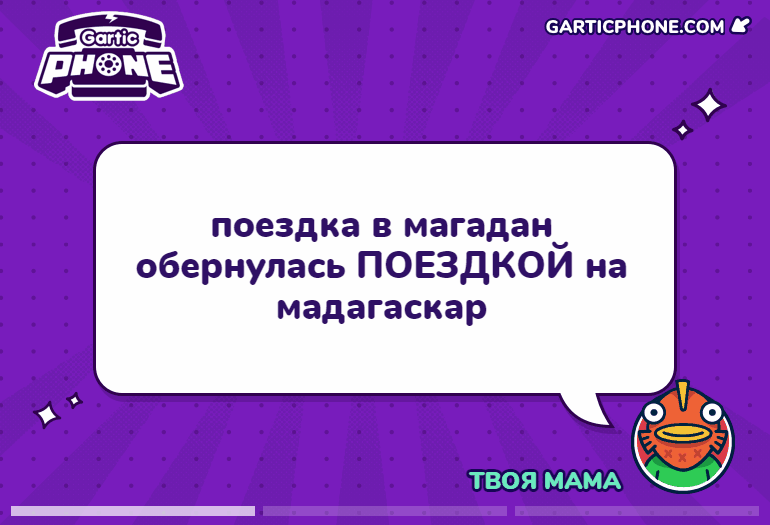 Gartic
PHONE
GARTICPHONE.COM
поездка в магадан
обернулась ПОЕЗДКОЙ на
мадагаскар
ТВОЯ МАМА